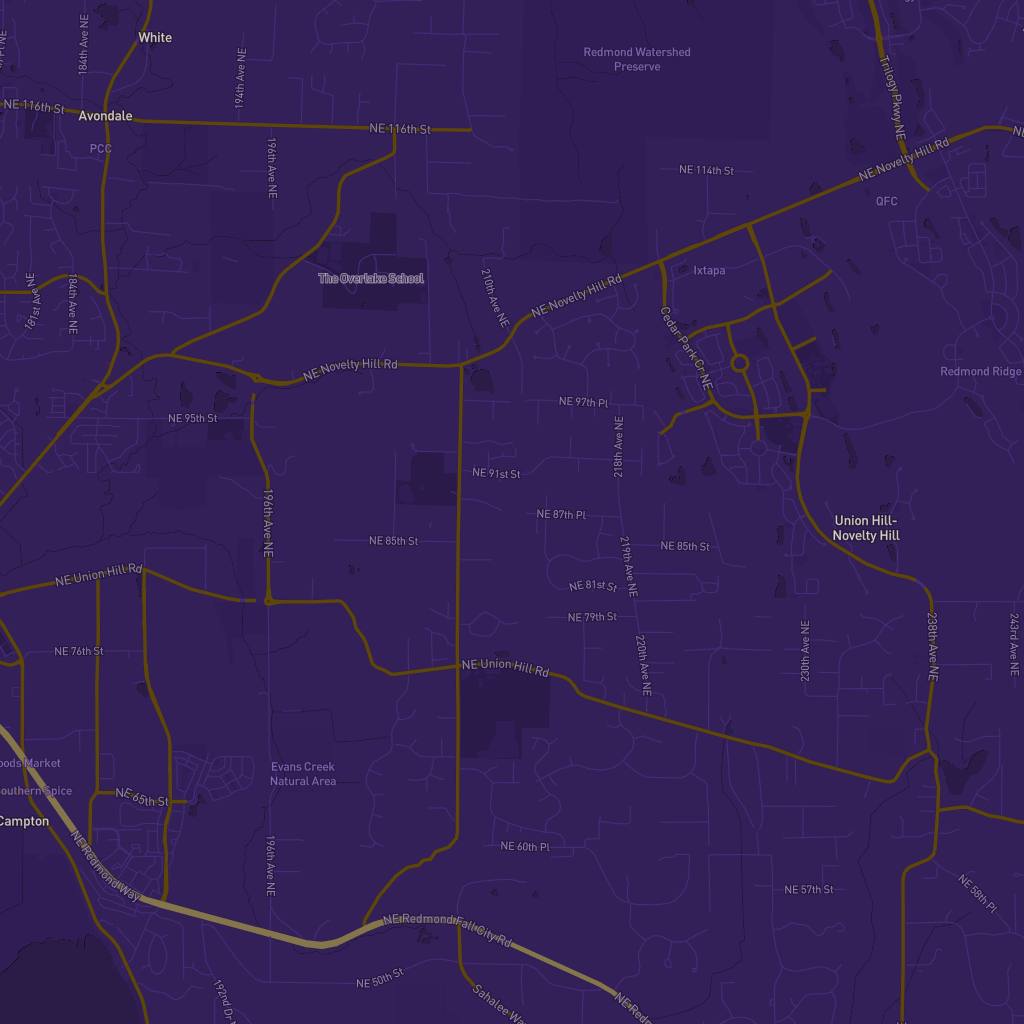 White
184th Ave NE
194th Ave NE
Redmond Watershed
Preserve
Trilogy Pkwy NE
NE 116th St
Avondale
NE 116th St
PCC
196th Ave NE
NE 114th St
NE Novelty Hill Rd
QFC
The Overlake School
210th Ave NE
NE Novelty Hill Rd
Ixtapa
181st Ave NE
184th Ave NE
Cedar Park Cr NE
NE Novelty Hill Rd
Redmond Ridge
NE 95th St
NE 97th Pl
218th Ave NE
NE 91st St
196th Ave NE
NE 87th Pl
Union Hill-
Novelty Hill
NE 85th St
NE 85th St
219th Ave NE
NE Union Hill Rd
NE 81st St
NE 79th St
NE 76th St
220th Ave NE
230th Ave NE
238th Ave NE
243rd Ave NE
NE Union Hill Rd
oods Market
Evans Creek
Natural Area
outhern Spice
NE 65th St
Campton
NE Redmond Way
196th Ave NE
NE 60th Pl
NE 57th St
NE 58th Pl
NE Redmond Fall City Rd
NE 50th St
192nd Dr N
Sahalee Wa
NE Redm